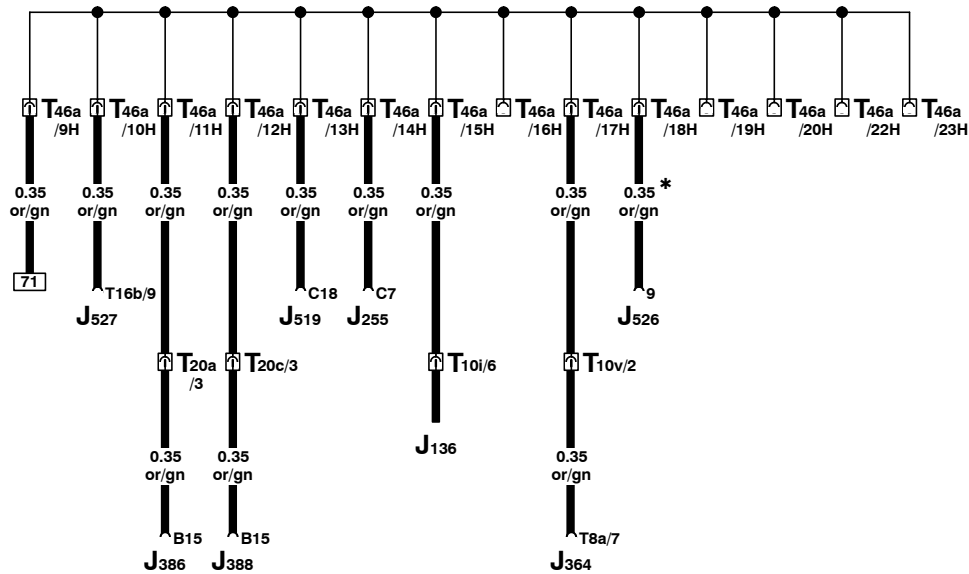 T46a /9H T46a /10H T46a /11H T46a /12H T46a /13H T46a /14H T46a /15H T46a /16H T46a /17H T46a /18H T46a /19H T46a /20H T46a /22H T46a /23H
0.35 0.35 0.35 0.35 0.35 0.35 0.35 0.35 0.35 *
or/gn or/gn or/gn or/gn or/gn or/gn or/gn or/gn or/gn
71 T16b/9 C18 C7 9
J527 J519 J255 J526
T20a /3 T20c/3 T10i/6 T10v/2
J136
0.35 0.35 0.35
or/gn or/gn or/gn
B15 B15 T8a/7
J386 J388 J364